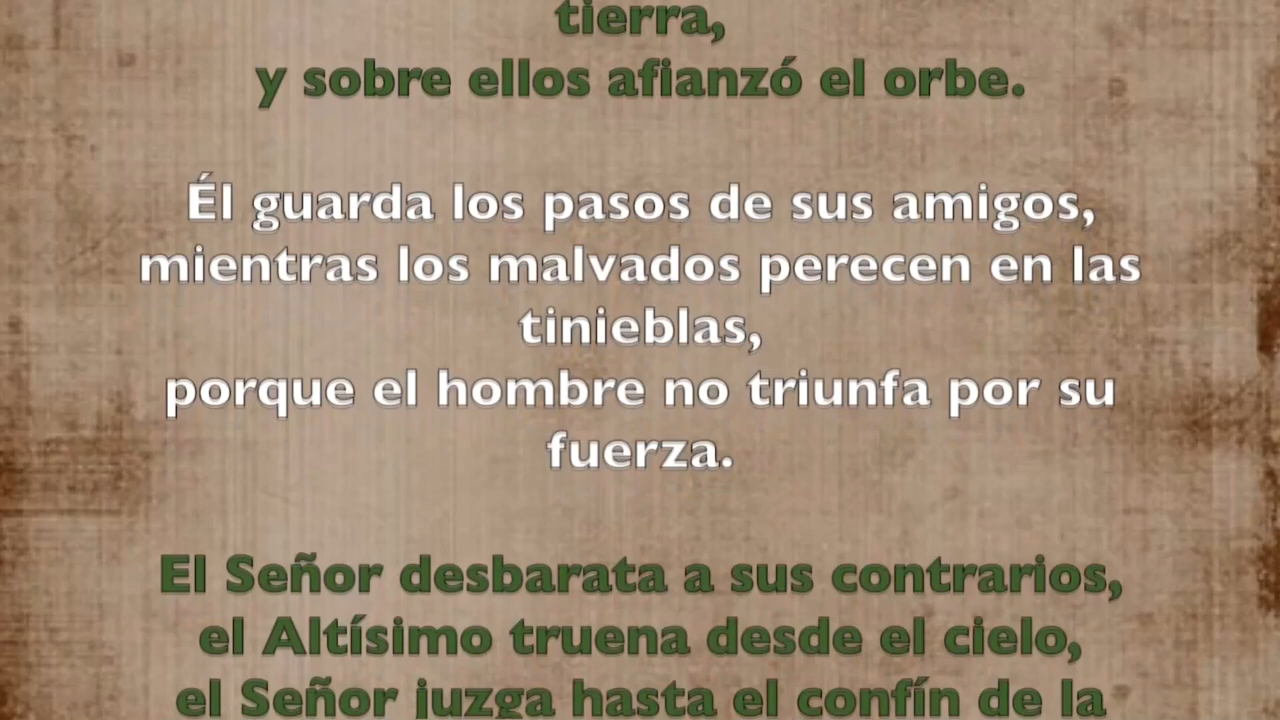 tierra,
y sobre ellos afianzó el orbe.
Él guarda los pasos de sus amigos,
mientras los malvados perecen en las
tinieblas,
porque el hombre no triunfa por su
fuerza.
El Señor desbarata a sus contrarios,
el Altísimo truena desde el cielo,
el Señor juzga hasta el confín de la